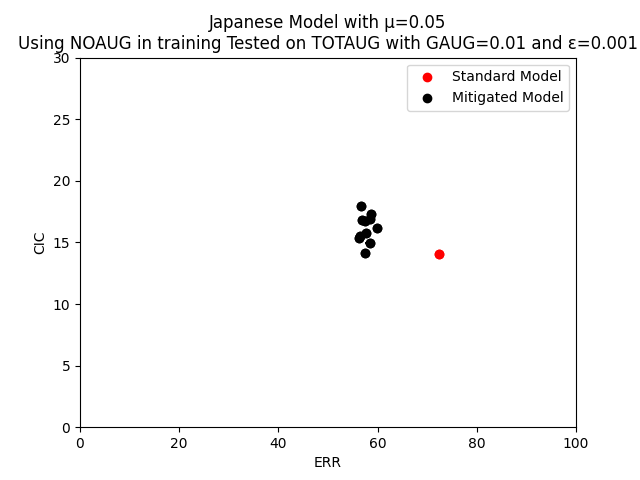 Japanese Model with μ=0.05
Using NOAUG in training Tested on TOTAUG with GAUG=0.01 and ε=0.001
30
25
20
15
10
5
0
CIC
Standard Model
Mitigated Model
0 20 40 60 80 100
ERR